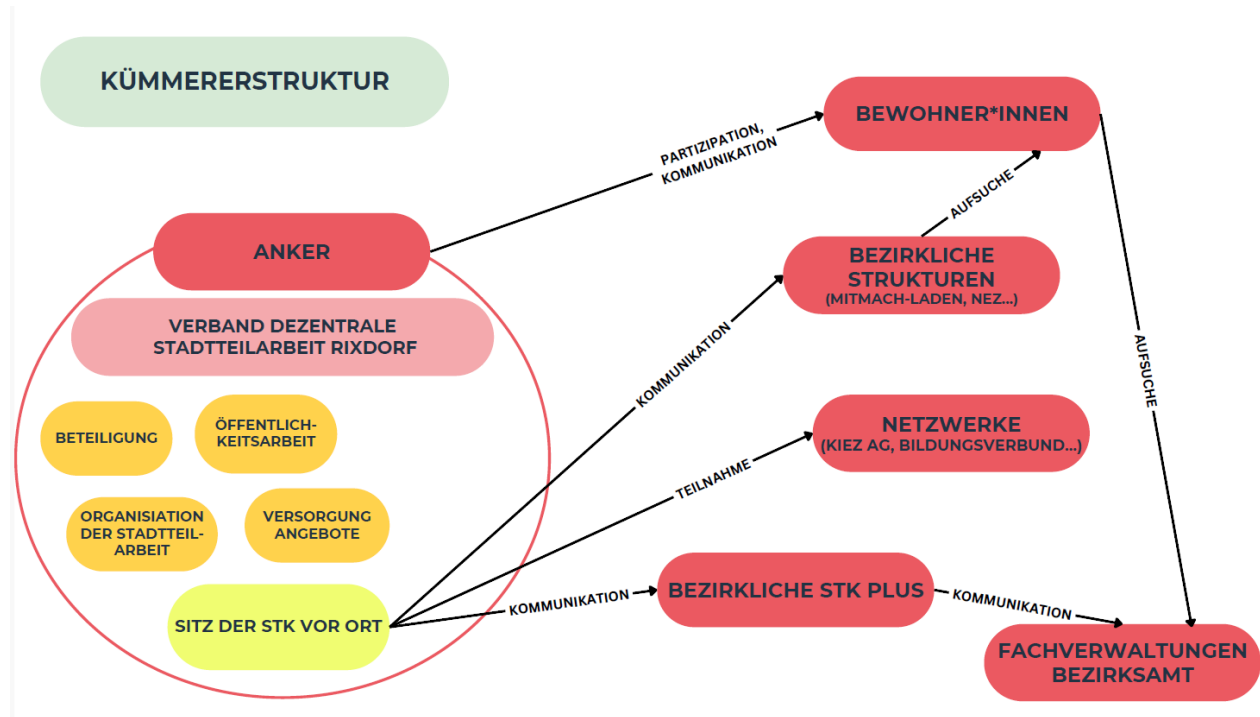 KÜMMERERSTRUKTUR
ANKER
VERBAND DEZENTRALE
STADTTEILARBEIT RIXDORF
BETEILIGUNG
ÖFFENTLICH-
KEITSARBEIT
ORGANISIATION
DER STADTTEIL-
ARBEIT
VERSORGUNG
ANGEBOTE
SITZ DER STK VOR ORT
PARTIZIPATION,
KOMMUNIKATION
BEWOHNER*INNEN
AUFSUCHE
BEZIRKLICHE
STRUKTUREN
(MITMACH-LADEN, NEZ...)
KOMMUNIKATION
AUFSUCHE
NETZWERKE
(KIEZ AG, BILDUNGSVERBUND...)
TEILNAHME
KOMMUNIKATION
BEZIRKLICHE STK PLUS
KOMMUNIKATION
FACHVERWALTUNGEN
BEZIRKSAMT